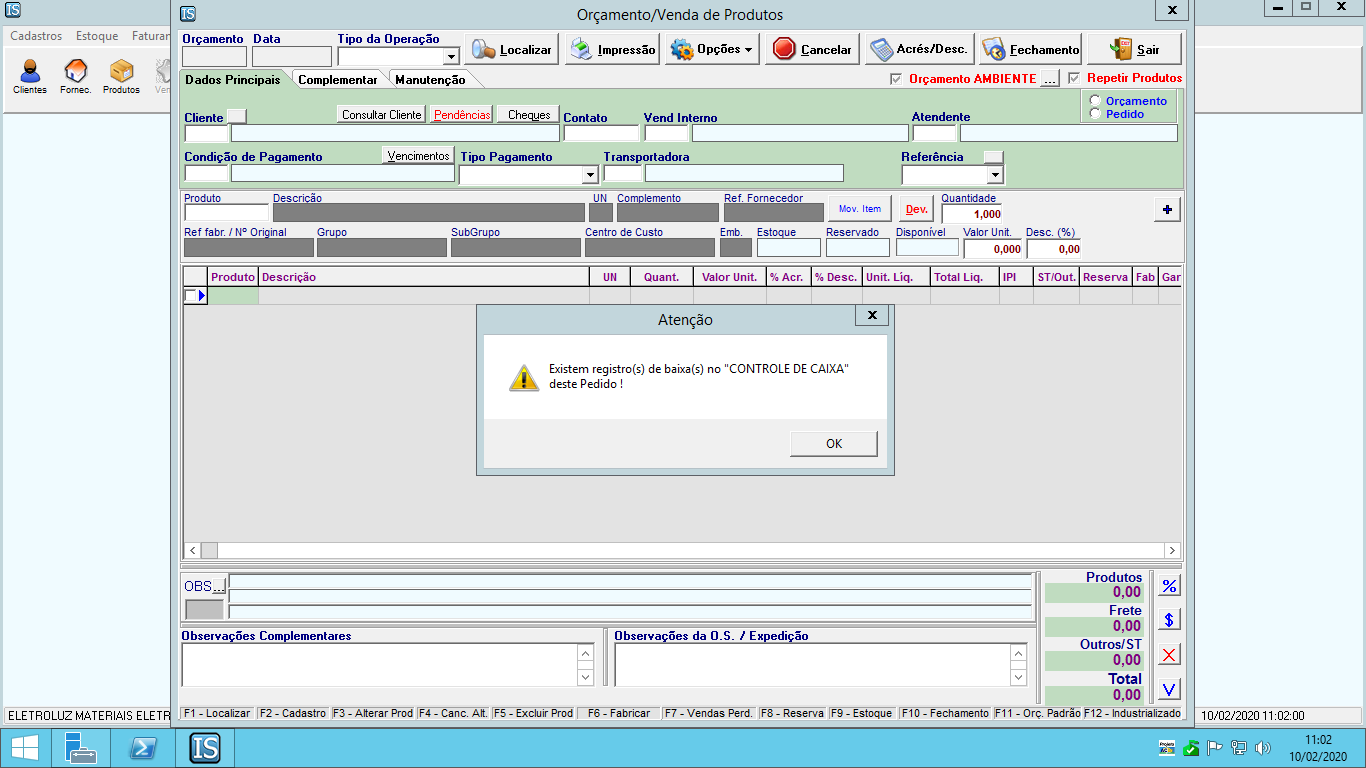 IS
IS
Orçamento/Venda de Produtos
x
Cadastros Estoque Faturar
Clientes Fornec. Produtos Ven
Orçamento Data Tipo da Operação
Localizar Impressão Opções Cancelar Acrés/Desc. Fechamento Sair
Dados Principais Complementar Manutenção
Orçamento AMBIENTE ... Repetir Produtos
Orçamento
Pedido
Cliente Consultar Cliente Pendências Cheques Contato Vend Interno Atendente
Condição de Pagamento Vencimentos Tipo Pagamento Transportadora Referência
Produto Descrição UN Complemento Ref. Fornecedor Mov. Item Dev. Quantidade
1,000 +
Ref fabr. / Nº Original Grupo SubGrupo Centro de Custo Emb. Estoque Reservado Disponível Valor Unit. Desc. (%)
0,000 0,00
Produto Descrição UN Quant. Valor Unit. % Acr. % Desc. Unit. Líq. Total Liq. IPI ST/Out. Reserva Fab Gar
Atenção
x
Existem registro(s) de baixa(s) no "CONTROLE DE CAIXA"
deste Pedido !
OK
OBS...
Produtos
0,00
Frete
0,00
Outros/ST
0,00
Total
0,00
%
$
X
V
Observações Complementares Observações da O.S. / Expedição
F1 - Localizar F2 - Cadastro F3 - Alterar Prod F4 - Canc. Alt. F5 - Excluir Prod F6 - Fabricar F7 - Vendas Perd. F8 - Reserva F9 - Estoque F10 - Fechamento F11 - Orç. Padrão F12 - Industrializado
ELETROLUZ MATERIAIS ELETR
10/02/2020 11:02:00
IS
11:02
10/02/2020